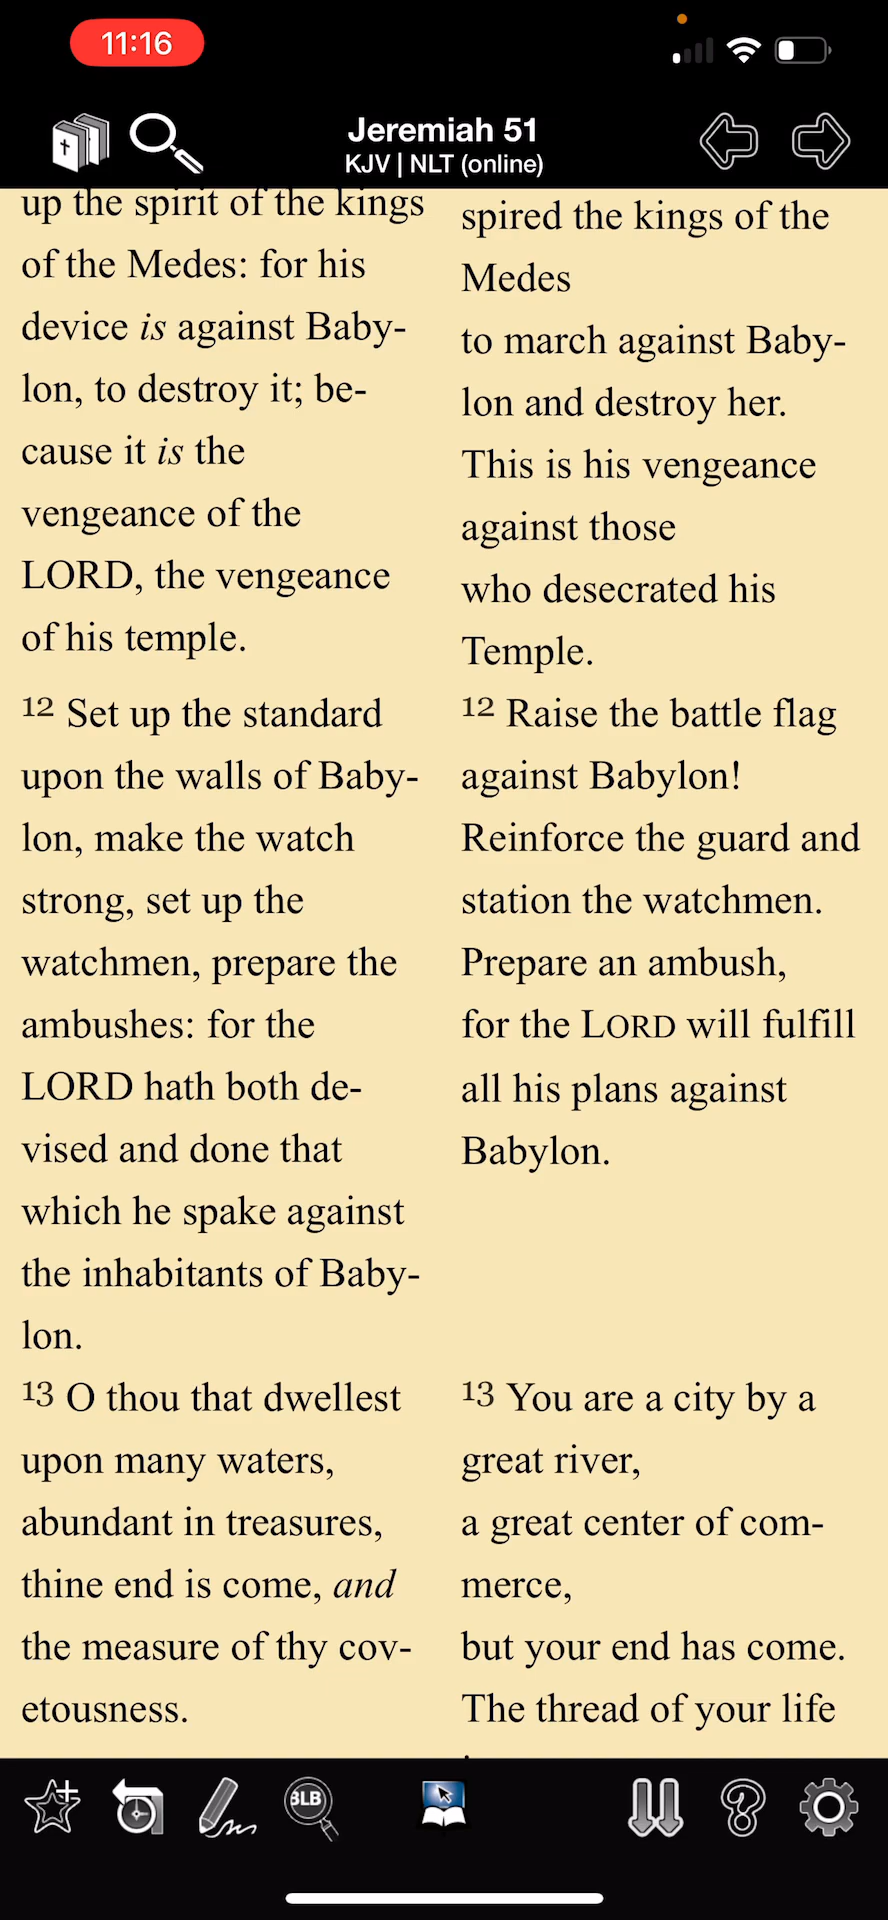 11:16
Jeremiah 51
KJV | NLT (online)
up the spirit of the kings
of the Medes: for his
device is against Baby-
lon, to destroy it; be-
cause it is the
vengeance of the
LORD, the vengeance
of his temple.
12 Set up the standard
upon the walls of Baby-
lon, make the watch
strong, set up the
watchmen, prepare the
ambushes: for the
LORD hath both de-
vised and done that
which he spake against
the inhabitants of Baby-
lon.
13 O thou that dwellest
upon many waters,
abundant in treasures,
thine end is come, and
the measure of thy cov-
etousness.
spired the kings of the
Medes
to march against Baby-
lon and destroy her.
This is his vengeance
against those
who desecrated his
Temple.
12 Raise the battle flag
against Babylon!
Reinforce the guard and
station the watchmen.
Prepare an ambush,
for the LORD will fulfill
all his plans against
Babylon.
13 You are a city by a
great river,
a great center of com-
merce,
but your end has come.
The thread of your life
BLB